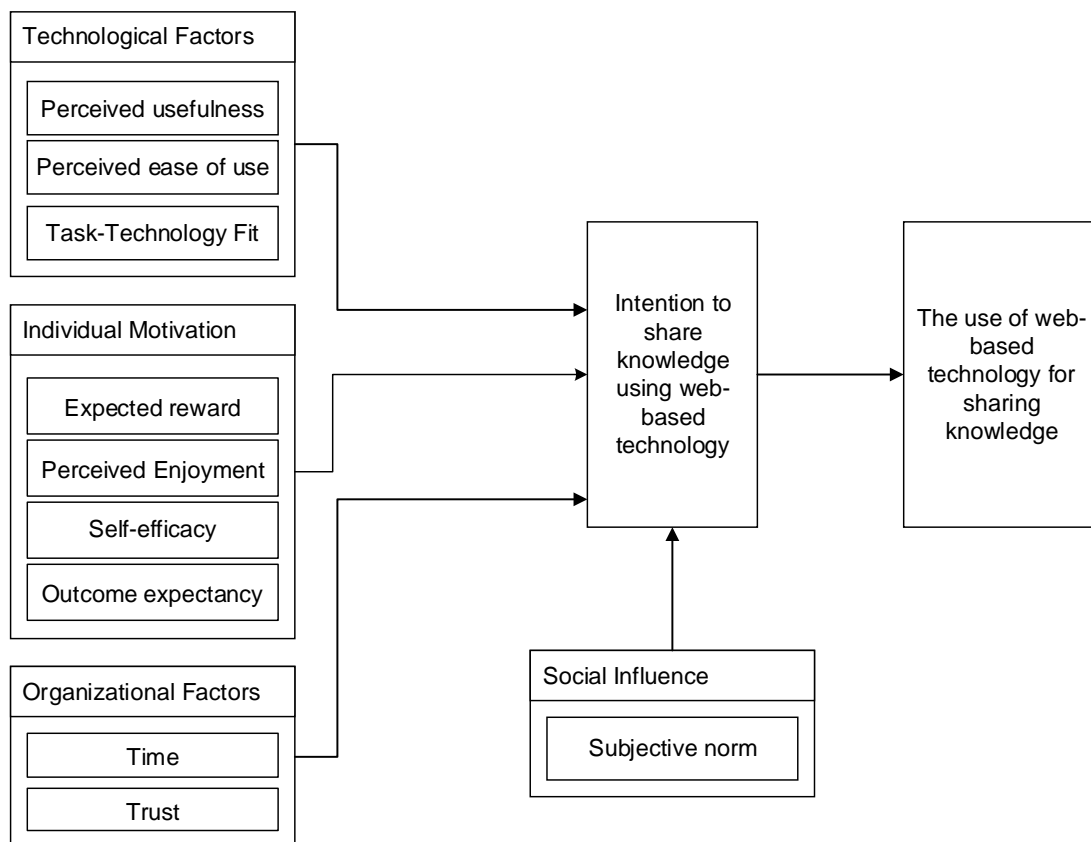 Technological Factors
Perceived usefulness
Perceived ease of use
Task-Technology Fit
Individual Motivation
Expected reward
Perceived Enjoyment
Self-efficacy
Outcome expectancy
Organizational Factors
Time
Trust
Intention to
share
knowledge
using web-
based
technology
Social Influence
Subjective norm
The use of web-
based
technology for
sharing
knowledge